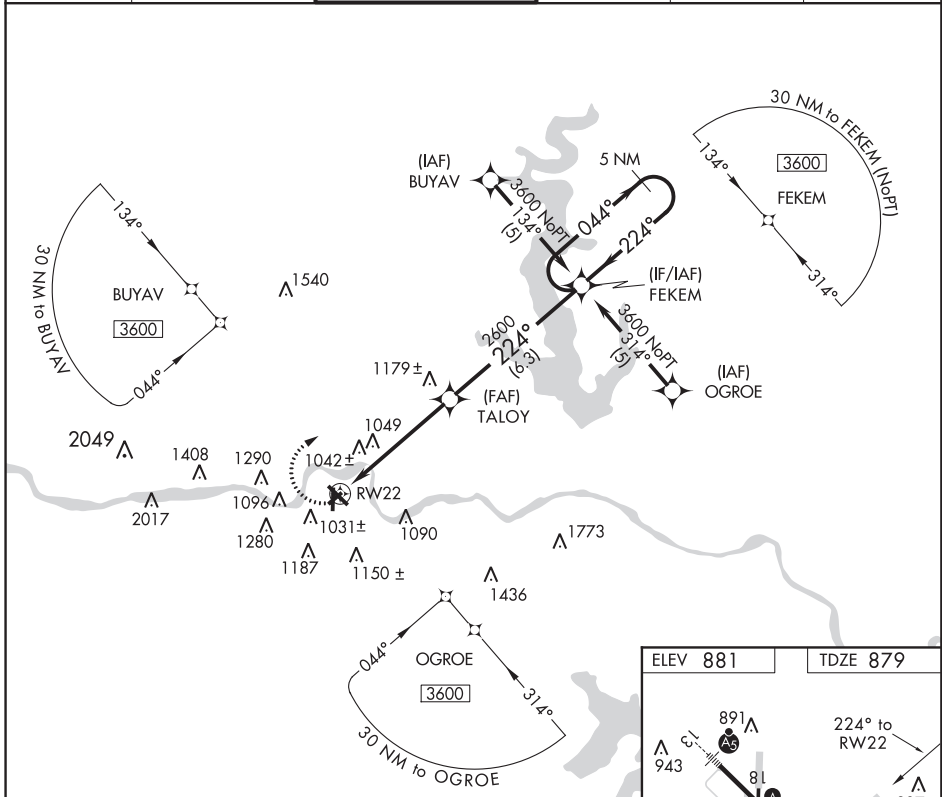 30 NM to FEKEM (NoPT)
134°
3600
FEKEM
314°
(IAF)
BUYAV
5 NM
3600 NoPT
134°
(5)
044°
224°
(IF/IAF)
FEKEM
3600 NoPT
314°
(5)
(IAF)
OGROE
134°
BUYAV
3600
30 NM to BUYAV
044°
1540
2600
224°
(6.3)
1179 ±
(FAF)
TALOY
2049
1408
1290
1042 ±
1049
RW22
1096
2017
1280
1031±
1090
1187
1150 ±
1773
1436
044°
OGROE
3600
314°
30 NM to OGROE
ELEV 881
TDZE 879
891
A5
13
943
18
224° to
RW22